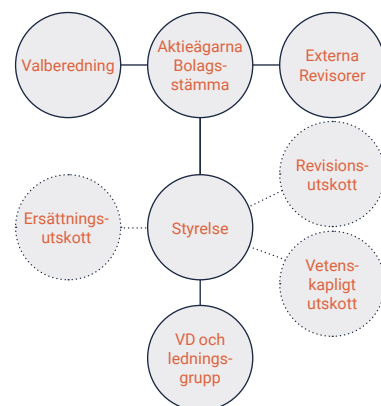 Valberedning
Aktieägarna
Bolags-
stämma
Externa
Revisorer
Revisions-
utskott
Ersättnings-
utskott
Styrelse
Vetens-
kapligt
utskott
VD och
lednings-
grupp